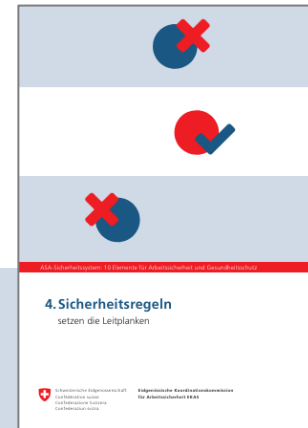 ASA-Sicherheitssystem: 10 Elemente für Arbeitssicherheit und Gesundheitsschutz
4. Sicherheitsregeln
setzen die Leitplanken
Schweizerische Eidgenossenschaft
Confédération suisse
Confederazione Svizzera
Confederaziun svizra
Eidgenössische Koordinationskommission
für Arbeitssicherheit EKAS